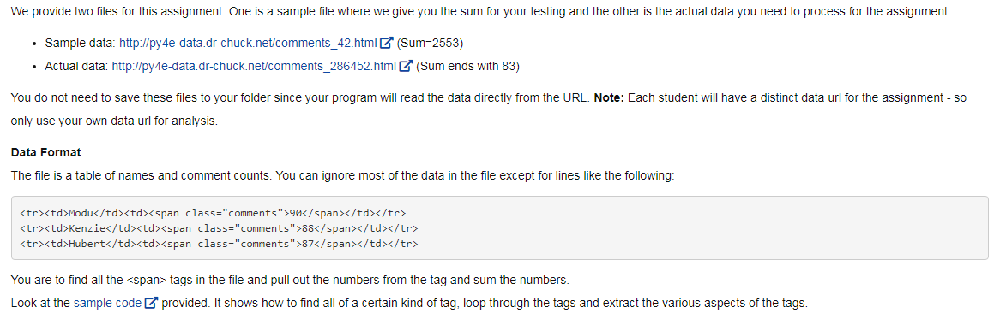 We provide two files for this assignment. One is a sample file where we give you the sum for your testing and the other is the actual data you need to process for the assignment.
• Sample data: http://py4e-data.dr-chuck.net/comments_42.html (Sum=2553)
• Actual data: http://py4e-data.dr-chuck.net/comments_286452.html (Sum ends with 83)
You do not need to save these files to your folder since your program will read the data directly from the URL. Note: Each student will have a distinct data url for the assignment - so
only use your own data url for analysis.
Data Format
The file is a table of names and comment counts. You can ignore most of the data in the file except for lines like the following:
<tr><td>Modu</td><td><span class="comments">90</span></td></tr>
<tr><td>Kenzie</td><td><span class="comments">88</span></td></tr>
<tr><td>Hubert</td><td><span class="comments">87</span></td></tr>
You are to find all the <span> tags in the file and pull out the numbers from the tag and sum the numbers.
Look at the sample code provided. It shows how to find all of a certain kind of tag, loop through the tags and extract the various aspects of the tags.